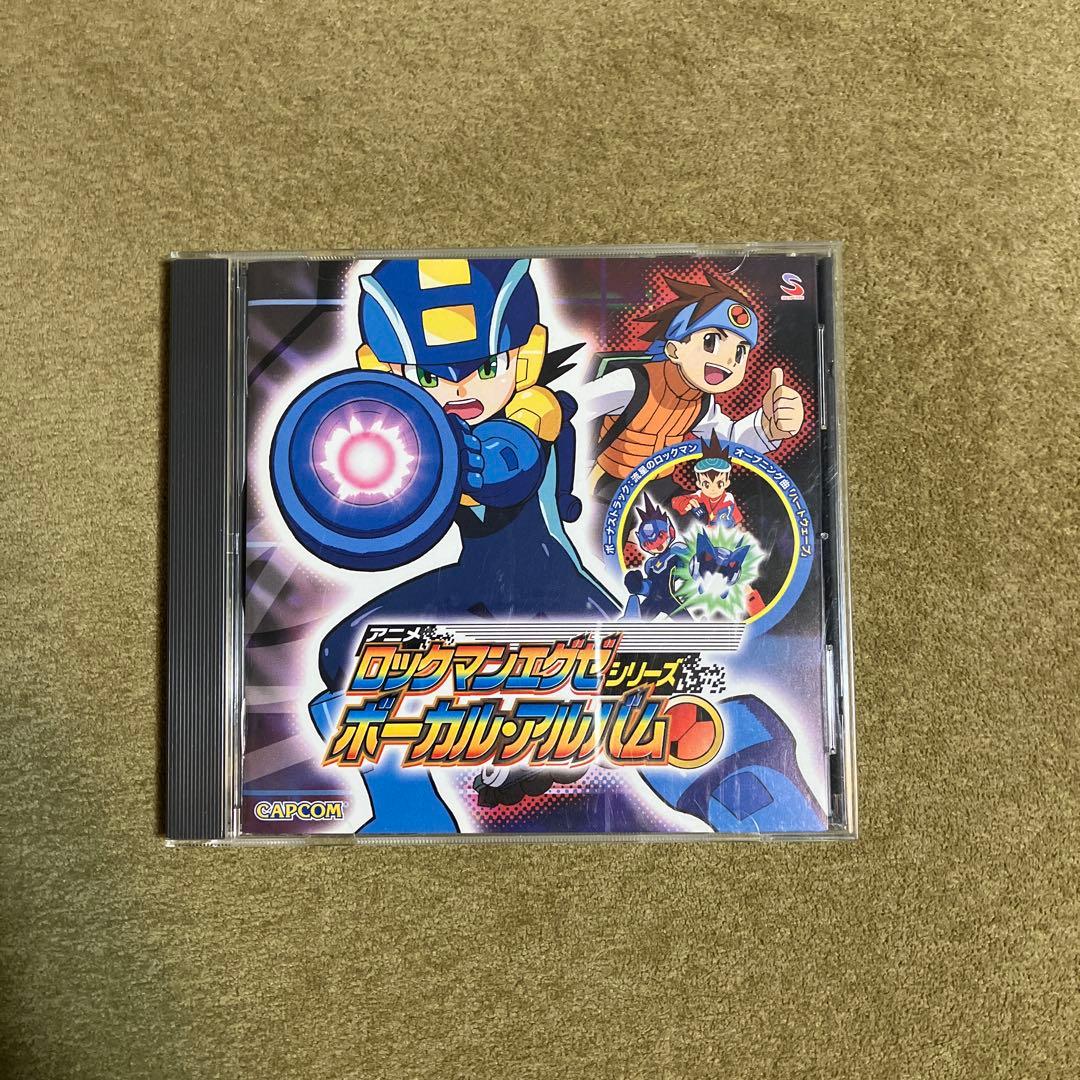 ボーナストラック:流星のロックマン オープニング曲「ハートウェーブ」
アニメ
ロックマンエグゼシリーズ
ボーカル・アルバム
CAPCOM